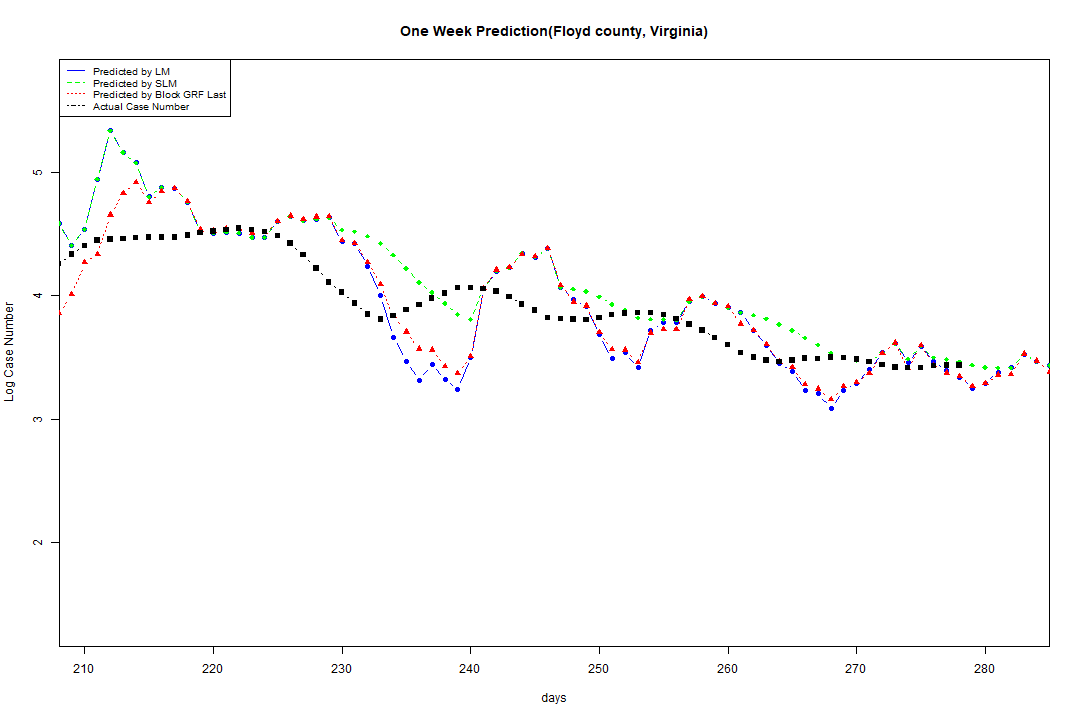 One Week Prediction(Floyd county, Virginia)
Predicted by LM
Predicted by SLM
Predicted by Block GRF Last
Actual Case Number
5
4
3
2
Log Case Number
210 220 230 240 250 260 270 280
days